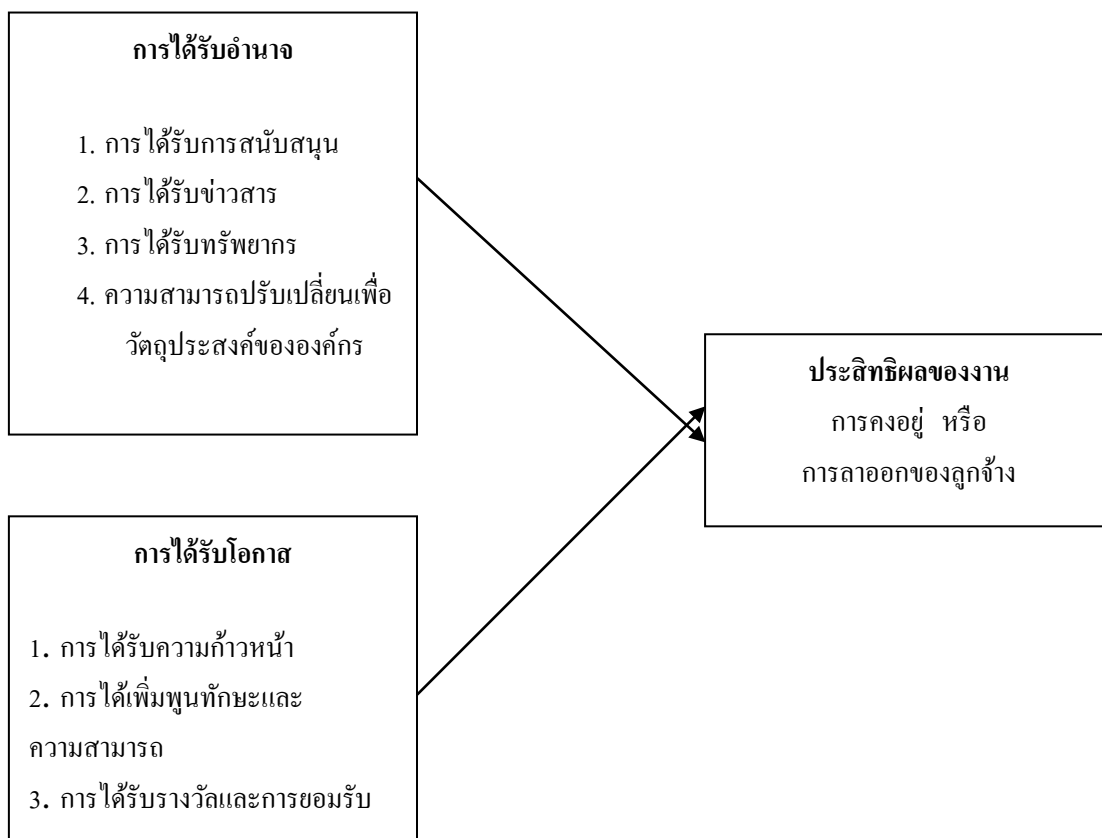 การได้รับอำนาจ
1. การได้รับการสนับสนุน
2. การได้รับข่าวสาร
3. การได้รับทรัพยากร
4. ความสามารถปรับเปลี่ยนเพื่อ
วัตถุประสงค์ขององค์กร
ประสิทธิผลของงาน
การคงอยู่ หรือ
การลาออกของลูกจ้าง
การได้รับโอกาส
1. การได้รับความก้าวหน้า
2. การได้เพิ่มพูนทักษะและ
ความสามารถ
3. การได้รับรางวัลและการยอมรับ